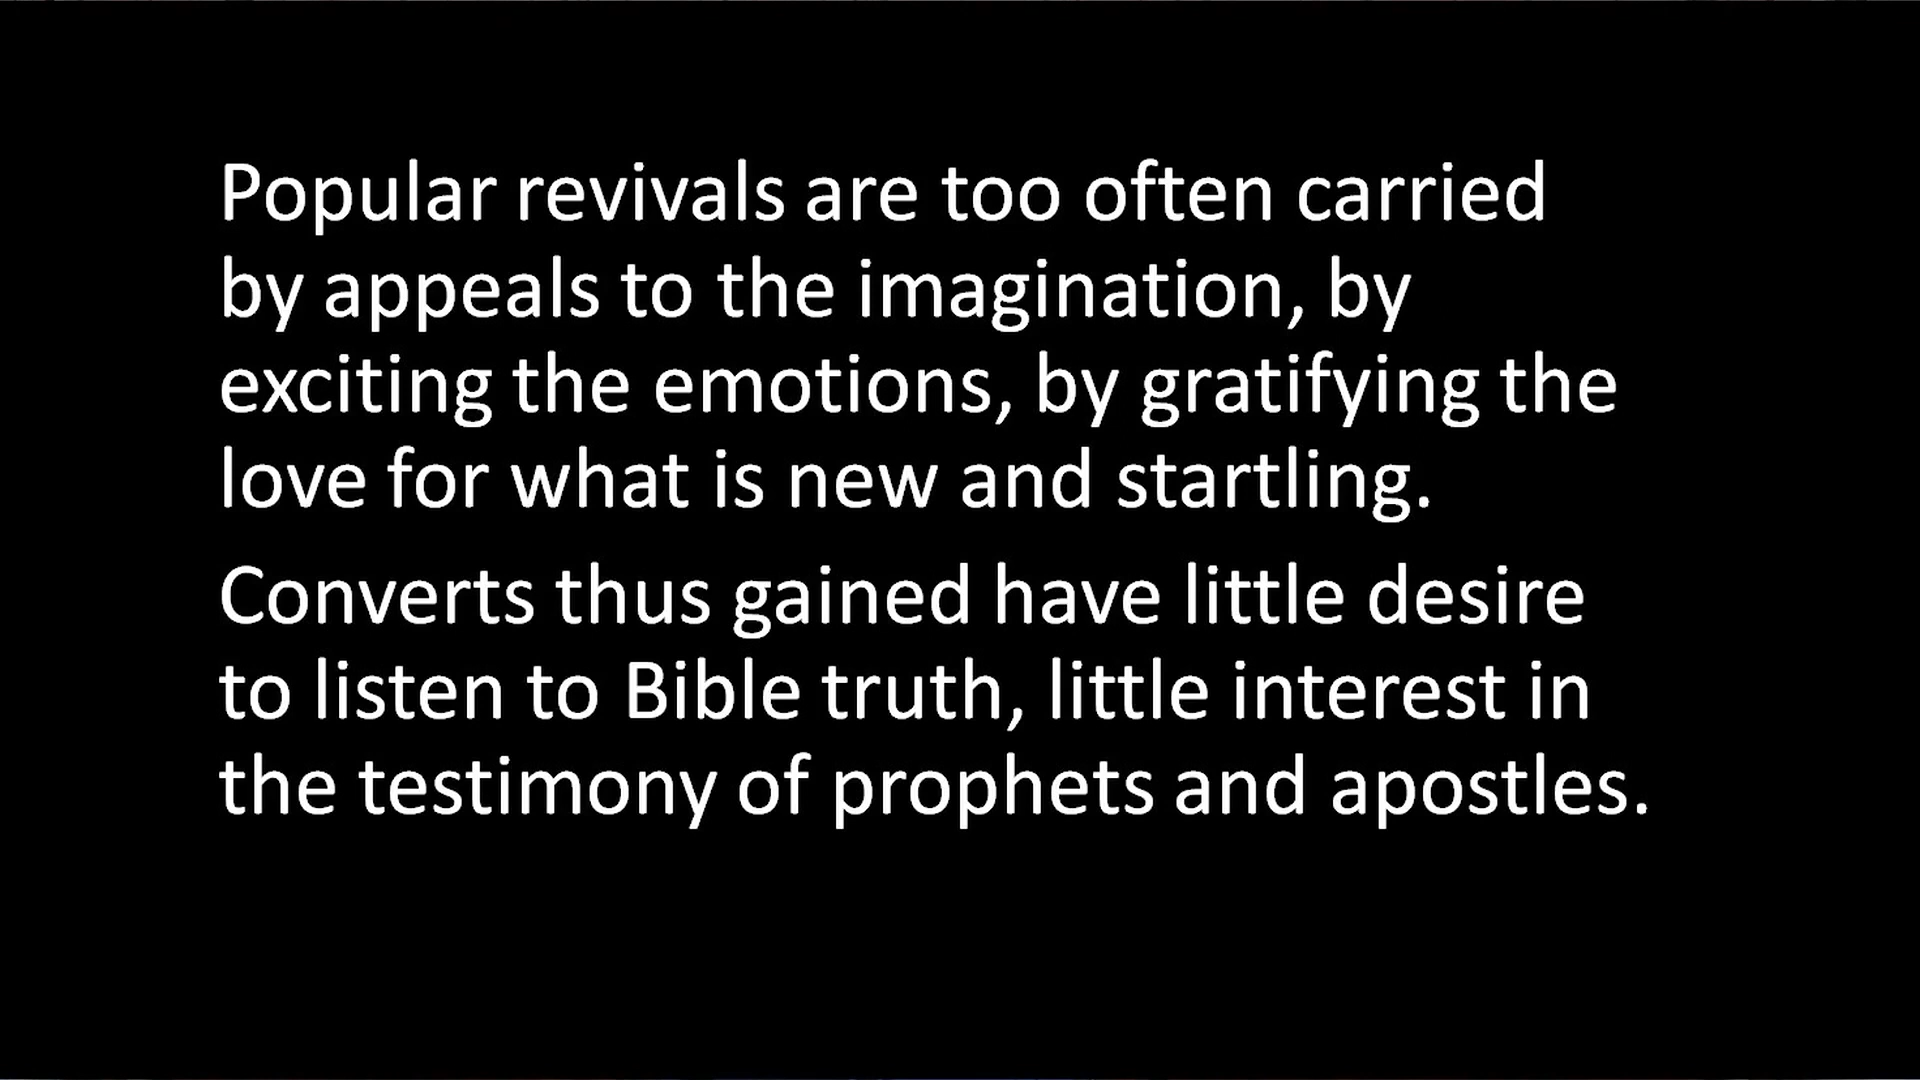 Popular revivals are too often carried
by appeals to the imagination, by
exciting the emotions, by gratifying the
love for what is new and startling.
Converts thus gained have little desire
to listen to Bible truth, little interest in
the testimony of prophets and apostles.